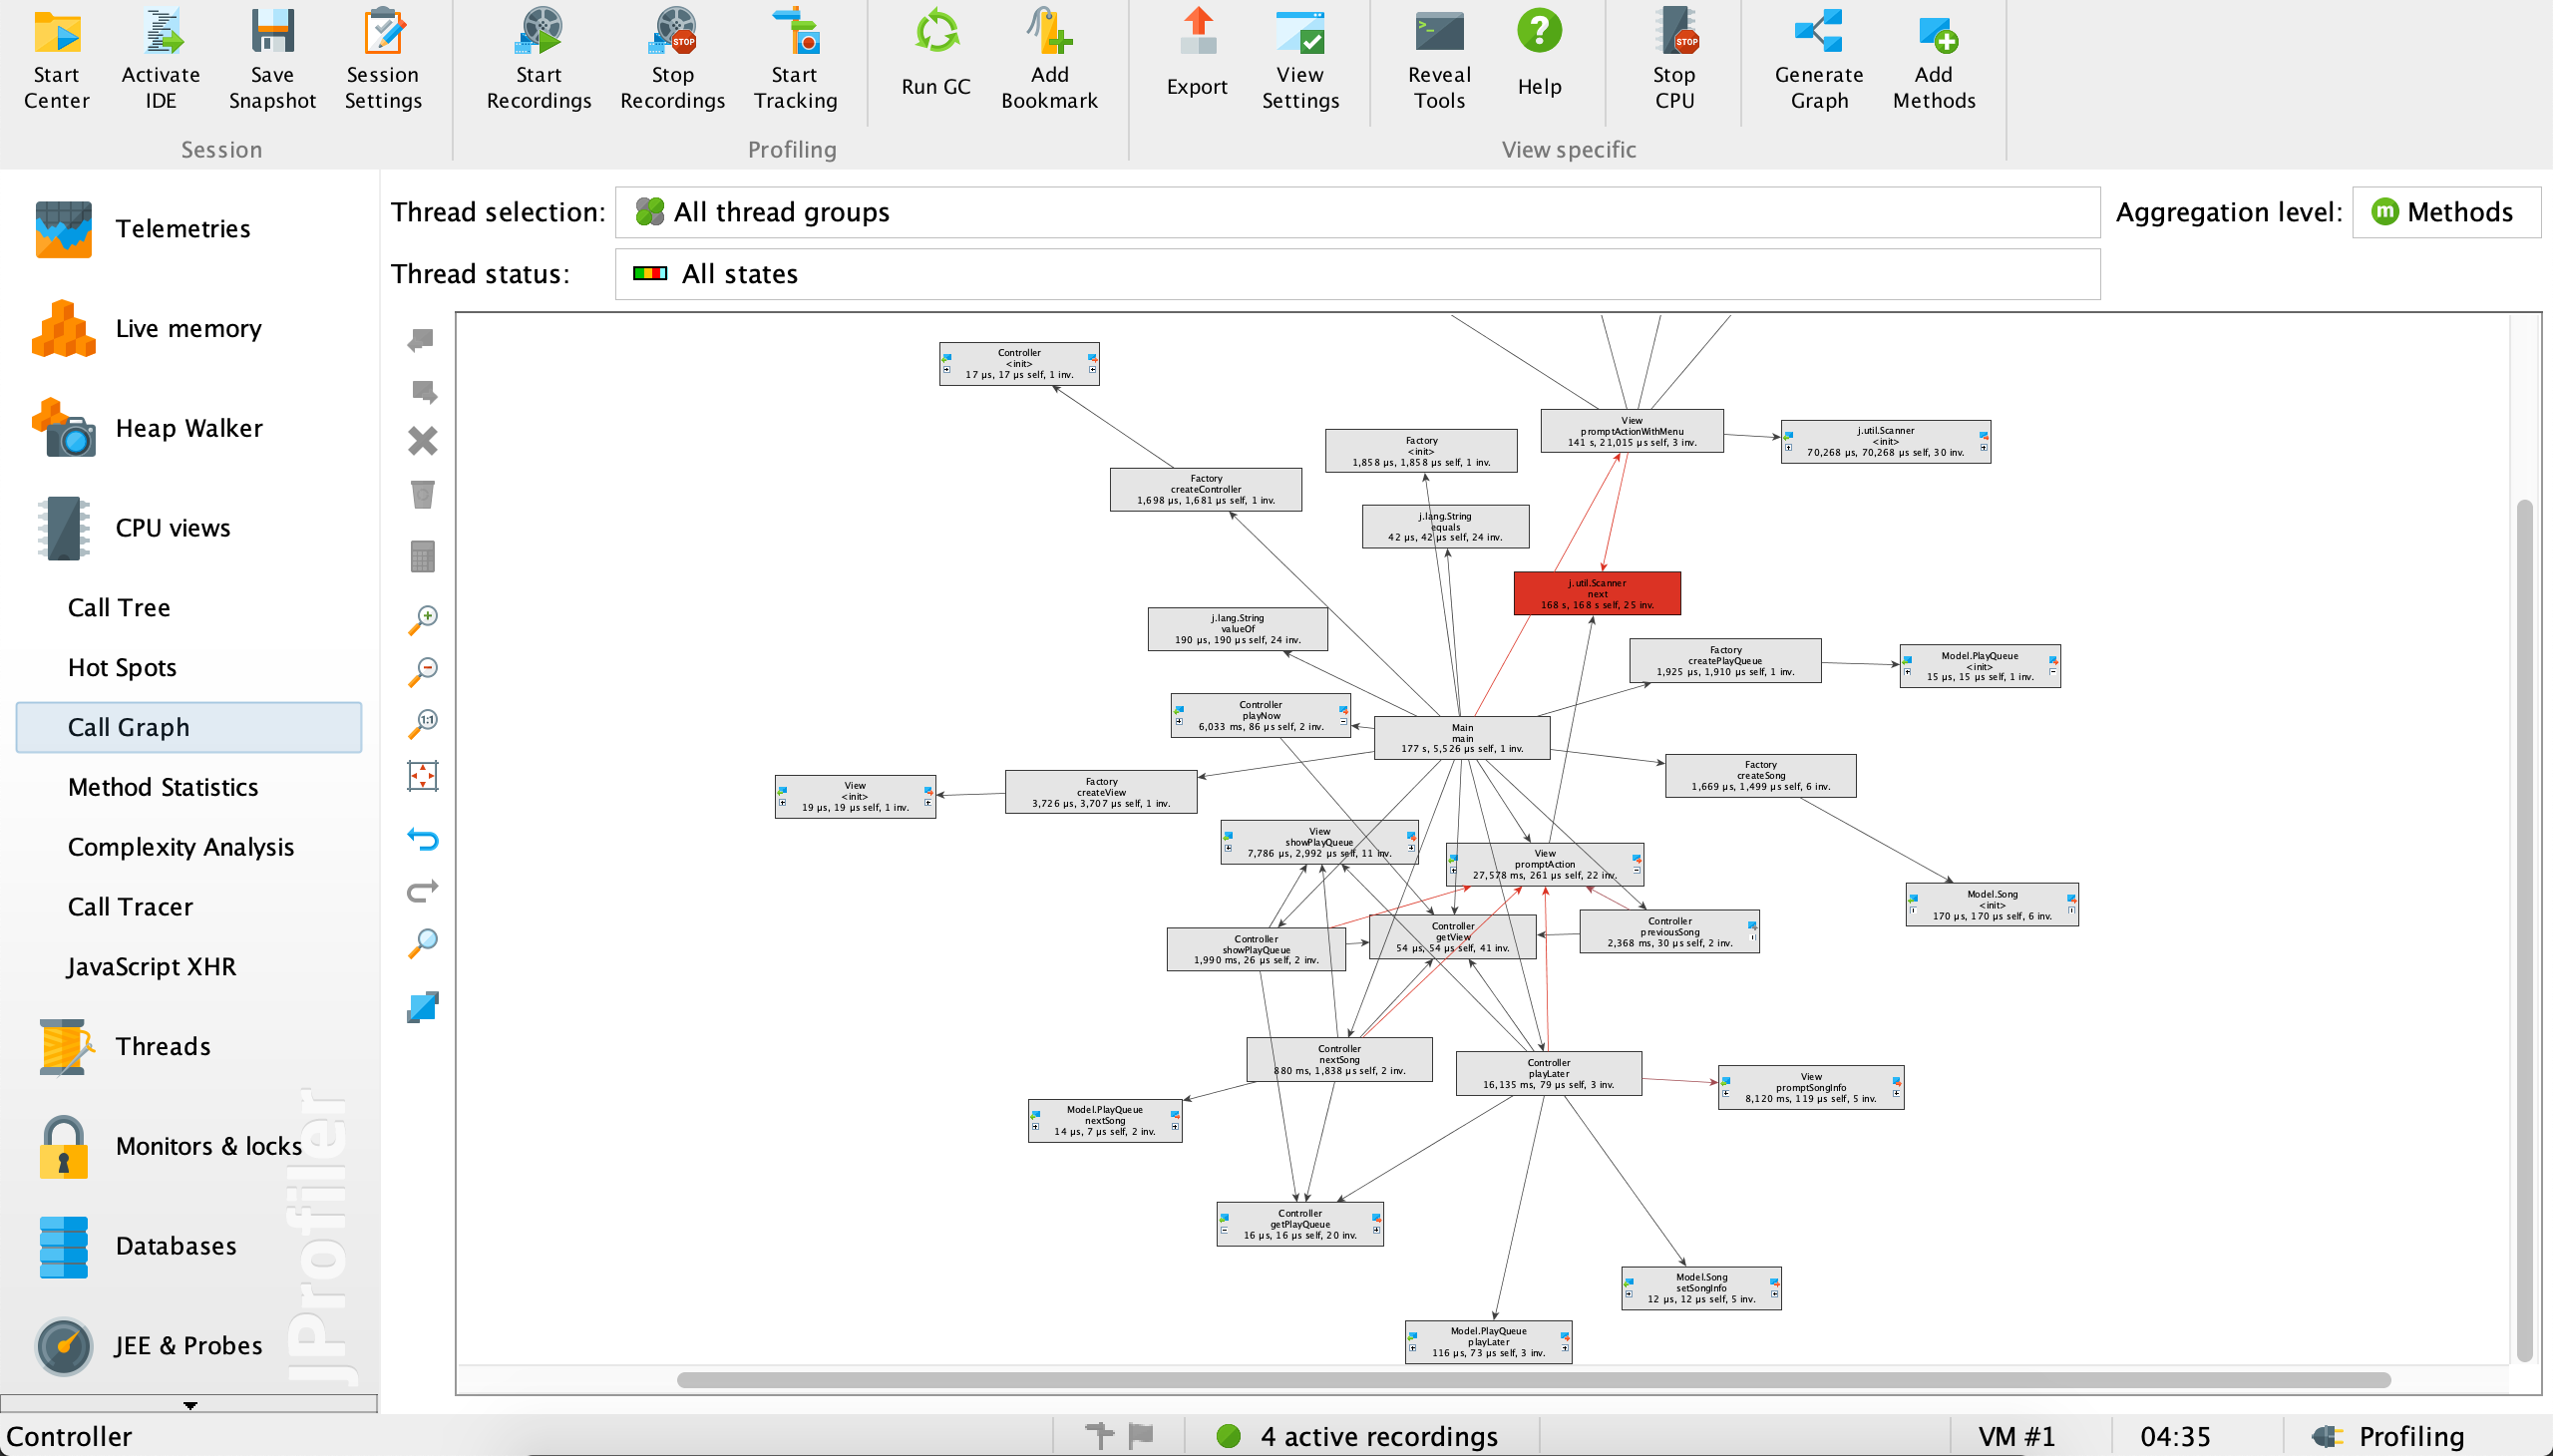 Start Center
Activate IDE
Save Snapshot
Session Settings
Start Recordings
Stop Recordings
Start Tracking
Run GC
Add Bookmark
Export
View Settings
Reveal Tools
Help
Stop CPU
Generate Graph
Add Methods
Session
Profiling
View specific
Telemetries
Live memory
Heap Walker
CPU views
Call Tree
Hot Spots
Call Graph
Method Statistics
Complexity Analysis
Call Tracer
JavaScript XHR
Threads
Monitors & locks
Databases
JEE & Probes
JProfiler
Thread selection:
All thread groups
Aggregation level:
Methods
Thread status:
All states
Controller
<init>
17 µs, 17 µs self, 1 inv.
View
promptActionWithMenu
141 s, 21,015 µs self, 3 inv.
j.util.Scanner
<init>
70,268 µs, 70,268 µs self, 30 inv.
Factory
<init>
1,858 µs, 1,858 µs self, 1 inv.
Factory
createController
1,698 µs, 1,681 µs self, 1 inv.
j.lang.String
equals
42 µs, 42 µs self, 24 inv.
j.util.Scanner
next
168 s, 168 s self, 25 inv.
j.lang.String
valueOf
190 µs, 190 µs self, 24 inv.
Factory
createPlayQueue
1,925 µs, 1,910 µs self, 1 inv.
Model.PlayQueue
<init>
15 µs, 15 µs self, 1 inv.
Controller
playNow
6,033 ms, 86 µs self, 2 inv.
Main
main
177 s, 5,526 µs self, 1 inv.
Factory
createSong
1,669 µs, 1,499 µs self, 6 inv.
View
<init>
19 µs, 19 µs self, 1 inv.
Factory
createView
3,726 µs, 3,707 µs self, 1 inv.
View
showPlayQueue
7,786 µs, 2,992 µs self, 11 inv.
View
promptAction
27,578 ms, 261 µs self, 22 inv.
Model.Song
<init>
170 µs, 170 µs self, 6 inv.
Controller
showPlayQueue
1,990 ms, 26 µs self, 2 inv.
Controller
getView
54 µs, 54 µs self, 41 inv.
Controller
previousSong
2,368 ms, 30 µs self, 2 inv.
Controller
nextSong
880 ms, 1,838 µs self, 2 inv.
Controller
playLater
16,135 ms, 79 µs self, 3 inv.
View
promptSongInfo
8,120 ms, 119 µs self, 5 inv.
Model.PlayQueue
nextSong
14 µs, 7 µs self, 2 inv.
Controller
getPlayQueue
16 µs, 16 µs self, 20 inv.
Model.Song
setSongInfo
12 µs, 12 µs self, 5 inv.
Model.PlayQueue
playLater
116 µs, 73 µs self, 3 inv.
Controller
4 active recordings
VM #1
04:35
Profiling